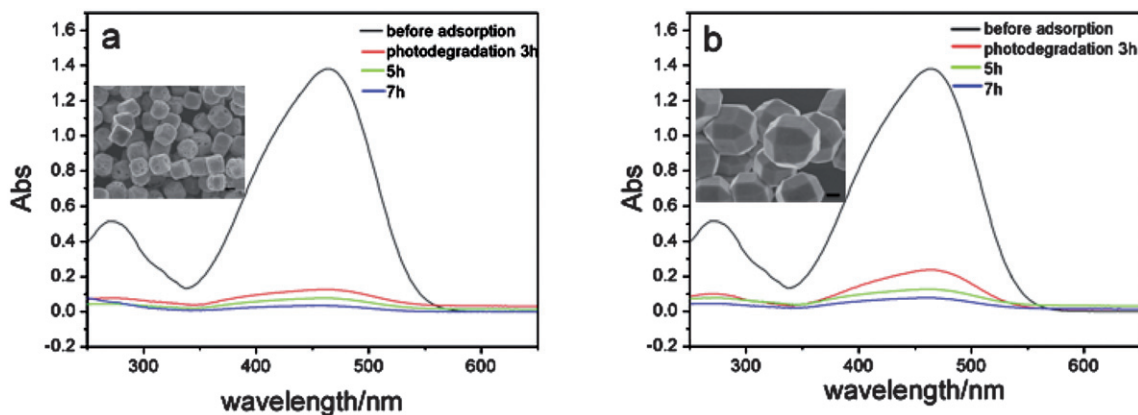 a
before adsorption
photodegradation 3h
5h
7h
Abs
1.6
1.4
1.2
1.0
0.8
0.6
0.4
0.2
0.0
-0.2
300 400 500 600
wavelength/nm
b
before adsorption
photodegradation 3h
5h
7h
Abs
1.6
1.4
1.2
1.0
0.8
0.6
0.4
0.2
0.0
-0.2
300 400 500 600
wavelength/nm